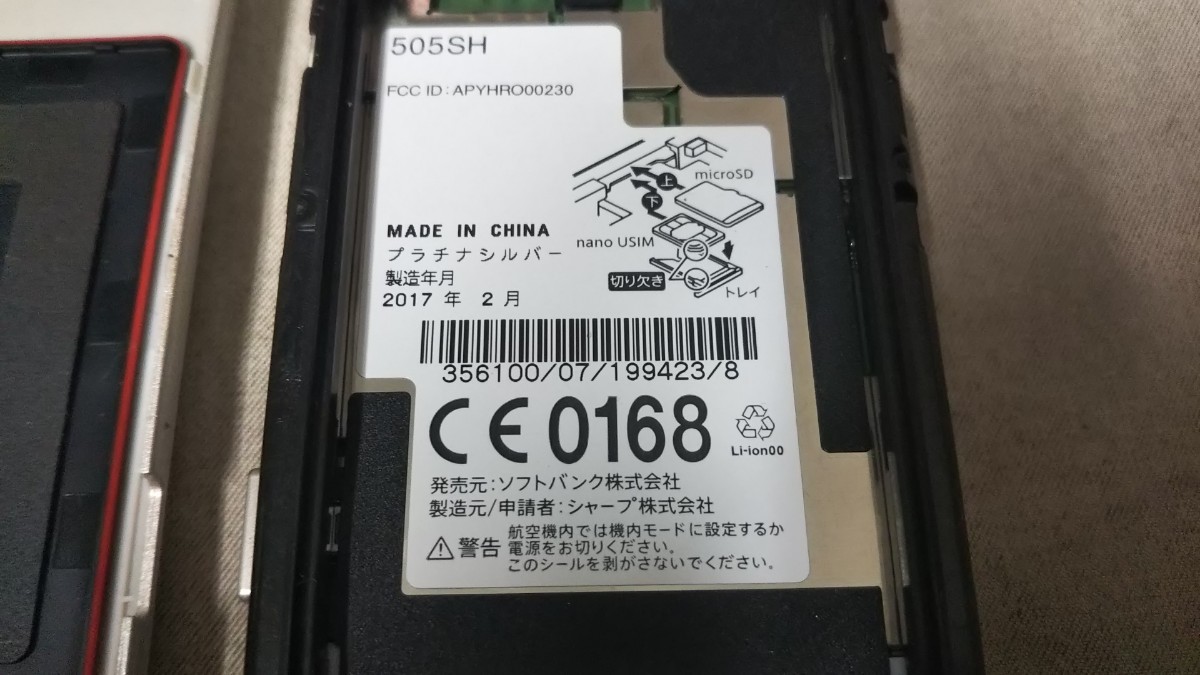 505SH
FCC ID : APYHRO00230
microSD
上
下
nano USIM
切り欠き
トレイ
MADE IN CHINA
プラチナシルバー
製造年月
2017 年 2 月
356100/07/199423/8
CE 0168
Li-ion00
発売元：ソフトバンク株式会社
製造元/申請者：シャープ株式会社
警告
航空機内では機内モードに設定するか
電源をお切りください。
このシールを剥がさないでください。